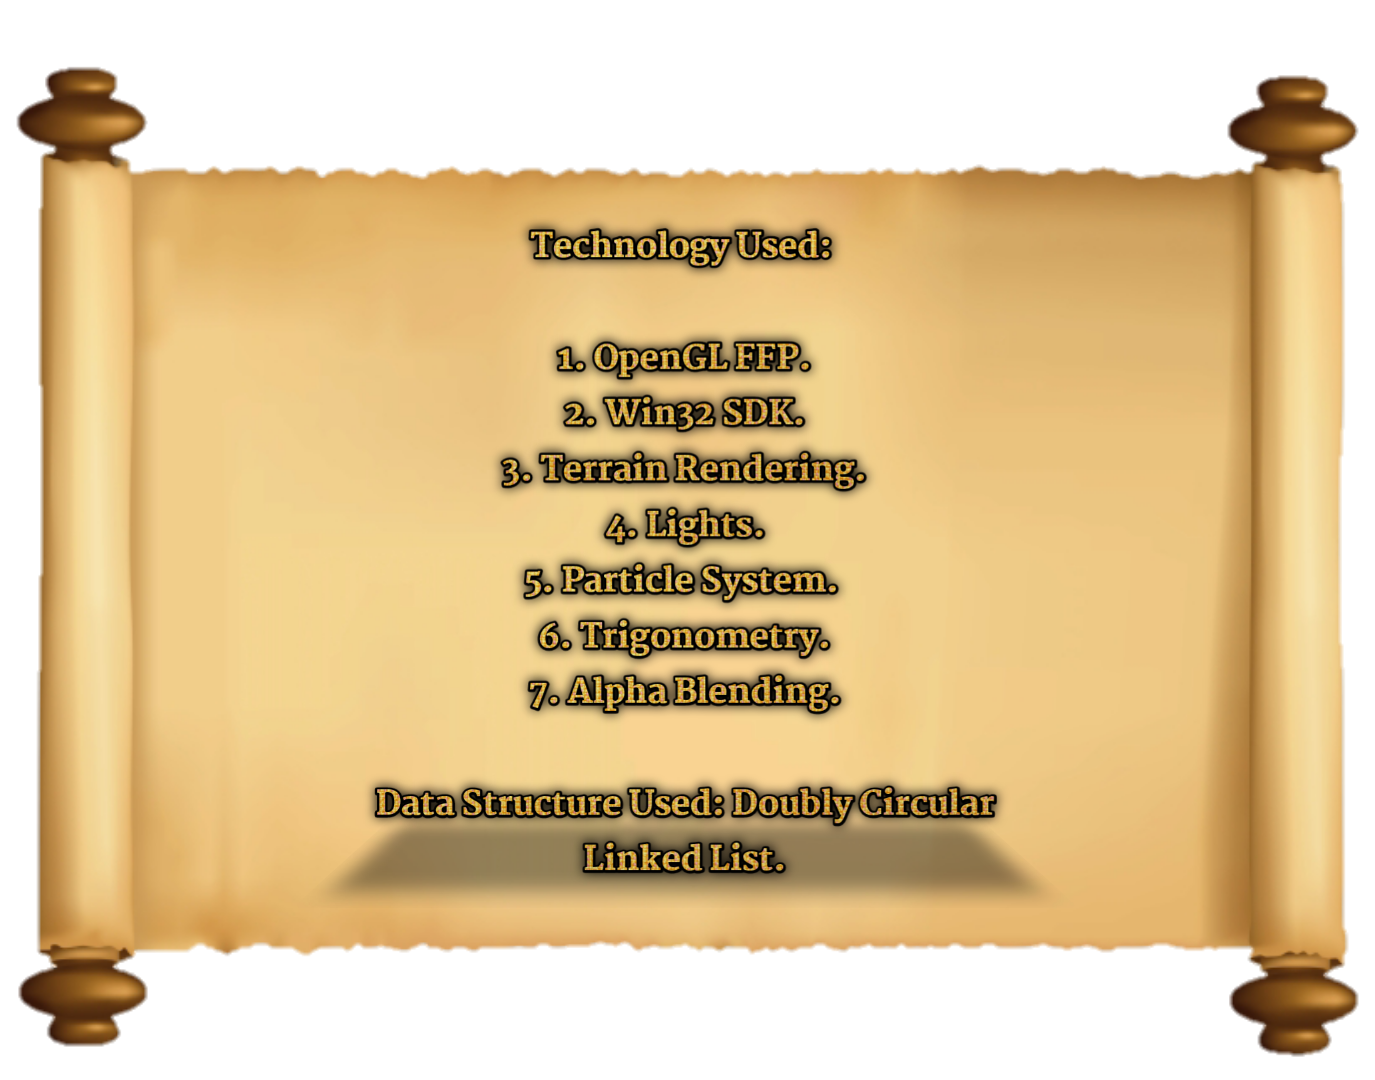 Technology Used:
1. OpenGL FFP.
2. Win32 SDK.
3. Terrain Rendering.
4. Lights.
5. Particle System.
6. Trigonometry.
7. Alpha Blending.
Data Structure Used: Doubly Circular
Linked List.